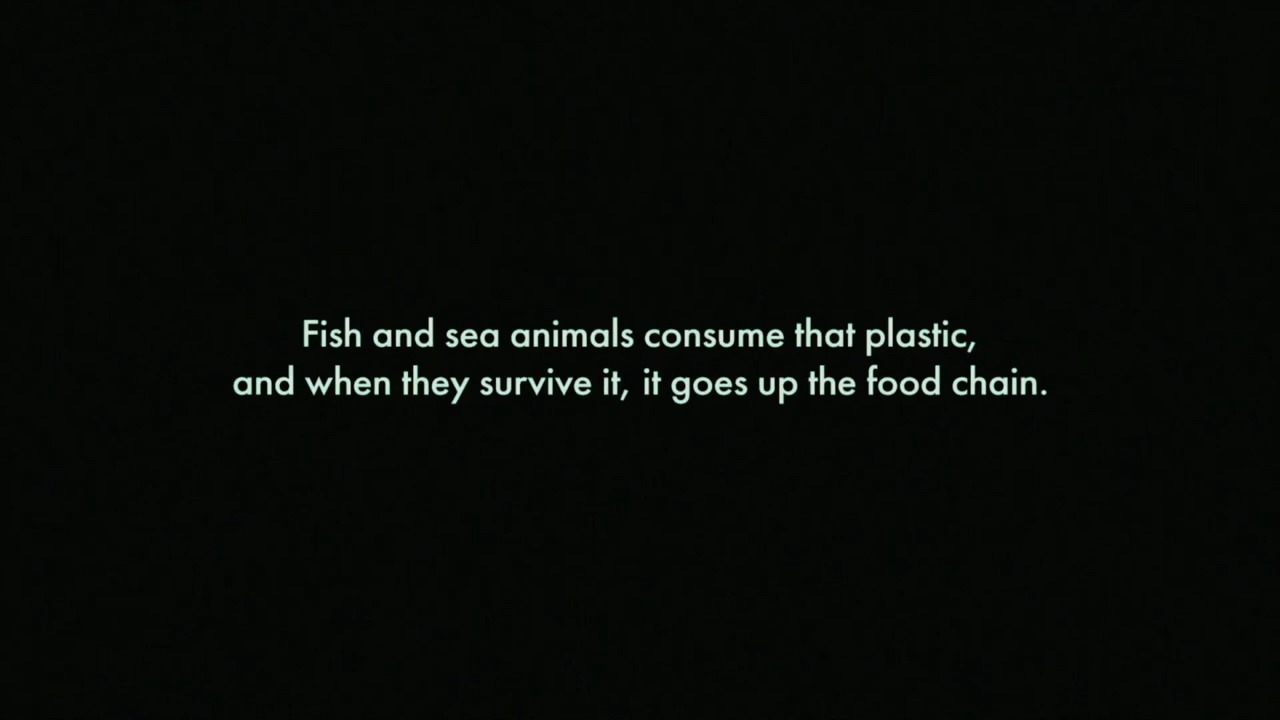 Fish and sea animals consume that plastic,
and when they survive it, it goes up the food chain.